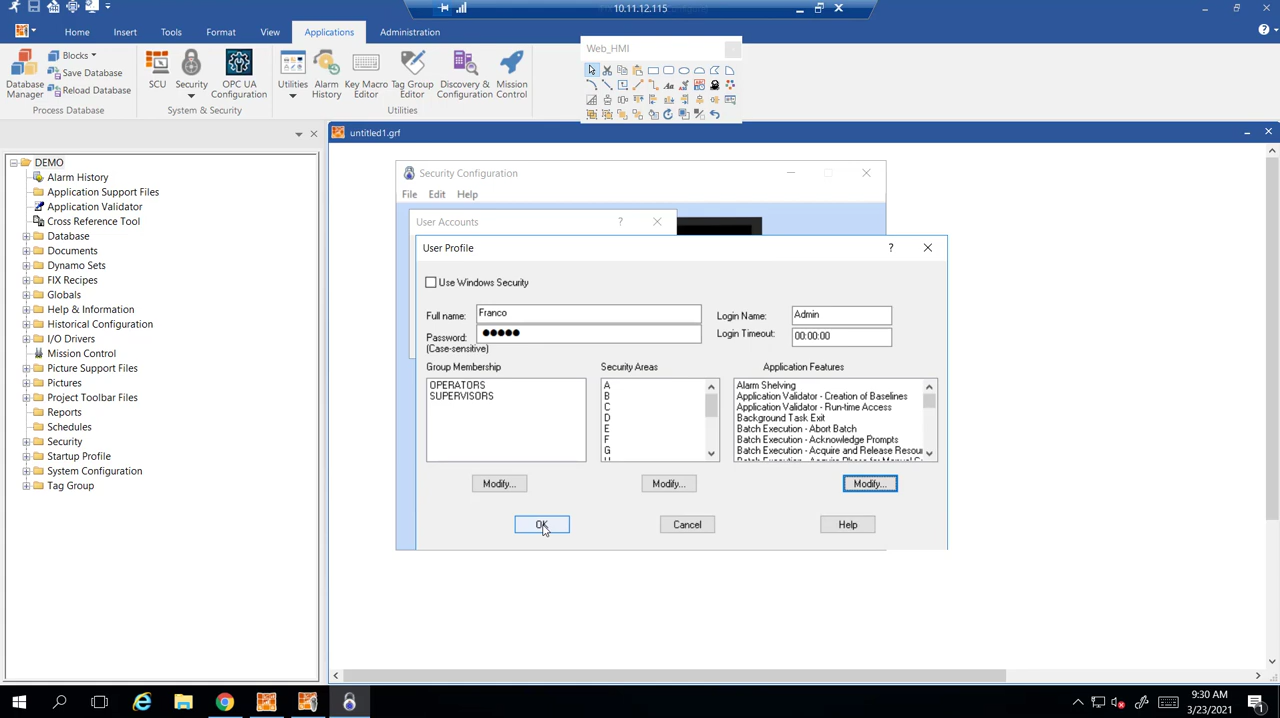 10.11.12.115
Home Insert Tools Format View Applications Administration
Web_HMI
Database Manager
Blocks
Save Database
Reload Database
Process Database
SCU
Security
OPC UA Configuration
System & Security
Utilities
Alarm History
Key Macro Editor
Tag Group Editor
Discovery & Configuration
Mission Control
Utilities
untitled1.grf
DEMO
Alarm History
Application Support Files
Application Validator
Cross Reference Tool
Database
Documents
Dynamo Sets
FIX Recipes
Globals
Help & Information
Historical Configuration
I/O Drivers
Mission Control
Picture Support Files
Pictures
Project Toolbar Files
Reports
Schedules
Security
Startup Profile
System Configuration
Tag Group
Security Configuration
File Edit Help
User Accounts ?
User Profile ?
Use Windows Security
Full name: Franco
Login Name: Admin
Password: ●●●●●
(Case-sensitive)
Login Timeout: 00:00:00
Group Membership
OPERATORS
SUPERVISORS
Security Areas
A
B
C
D
E
F
G
Application Features
Alarm Shelving
Application Validator - Creation of Baselines
Application Validator - Run-time Access
Background Task Exit
Batch Execution - Abort Batch
Batch Execution - Acknowledge Prompts
Batch Execution - Acquire and Release Resour
Modify... Modify... Modify...
OK Cancel Help
9:30 AM
3/23/2021